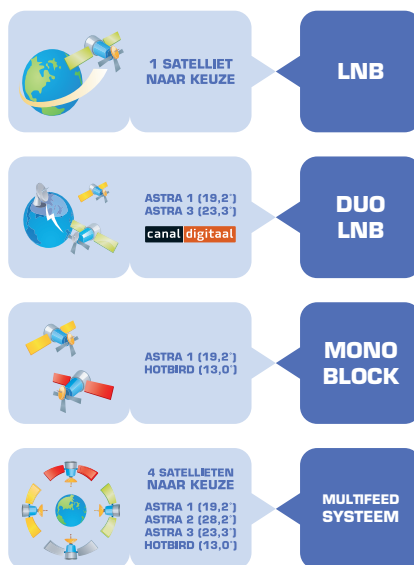 1 SATELLIET
NAAR KEUZE
LNB
ASTRA 1 (19,2°)
ASTRA 3 (23,3°)
canal digitaal
DUO
LNB
ASTRA 1 (19,2°)
HOTBIRD (13,0°)
MONO
BLOCK
4 SATELLIETEN
NAAR KEUZE
ASTRA 1 (19,2°)
ASTRA 2 (28,2°)
ASTRA 3 (23,3°)
HOTBIRD (13,0°)
MULTIFEED
SYSTEEM